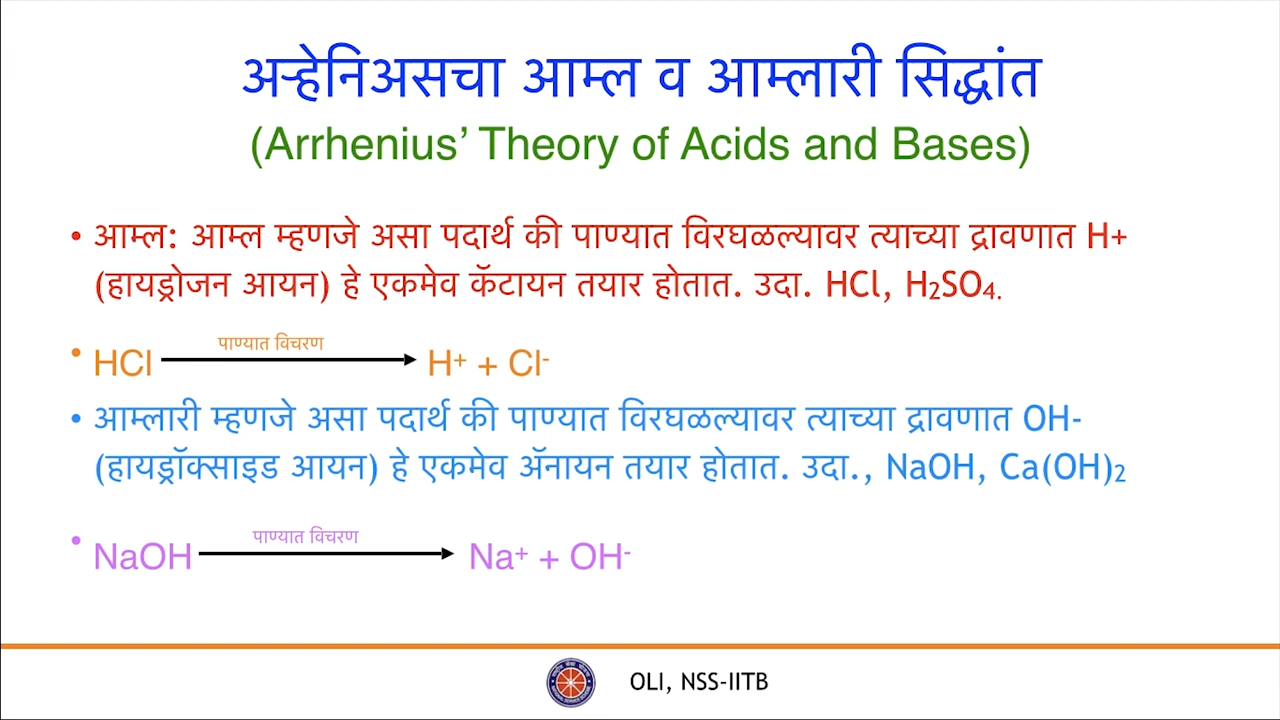 अऱ्हेनिअसचा आम्ल व आम्लारी सिद्धांत
(Arrhenius’ Theory of Acids and Bases)
• आम्ल: आम्ल म्हणजे असा पदार्थ की पाण्यात विरघळल्यावर त्याच्या द्रावणात H+
(हायड्रोजन आयन) हे एकमेव कॅटायन तयार होतात. उदा. HCl, H₂SO₄.
पाण्यात विचरण
• HCl ⟶ H⁺ + Cl⁻
• आम्लारी म्हणजे असा पदार्थ की पाण्यात विरघळल्यावर त्याच्या द्रावणात OH-
(हायड्रॉक्साइड आयन) हे एकमेव ॲनायन तयार होतात. उदा., NaOH, Ca(OH)₂
पाण्यात विचरण
• NaOH ⟶ Na⁺ + OH⁻
OLI, NSS-IITB